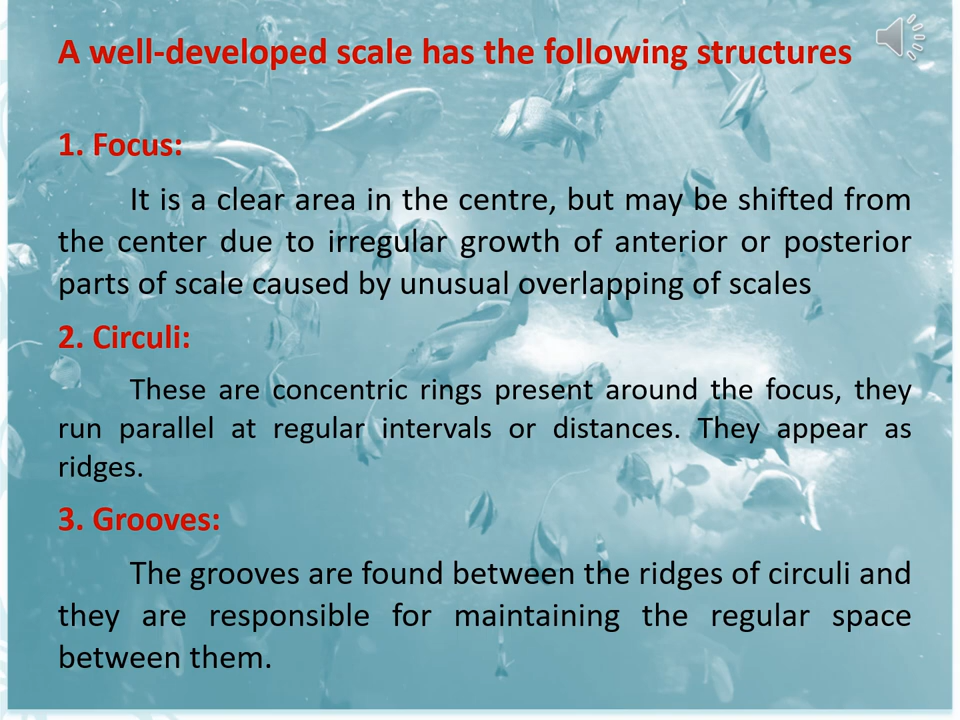 A well-developed scale has the following structures
1. Focus:
It is a clear area in the centre, but may be shifted from
the center due to irregular growth of anterior or posterior
parts of scale caused by unusual overlapping of scales
2. Circuli:
These are concentric rings present around the focus, they
run parallel at regular intervals or distances. They appear as
ridges.
3. Grooves:
The grooves are found between the ridges of circuli and
they are responsible for maintaining the regular space
between them.